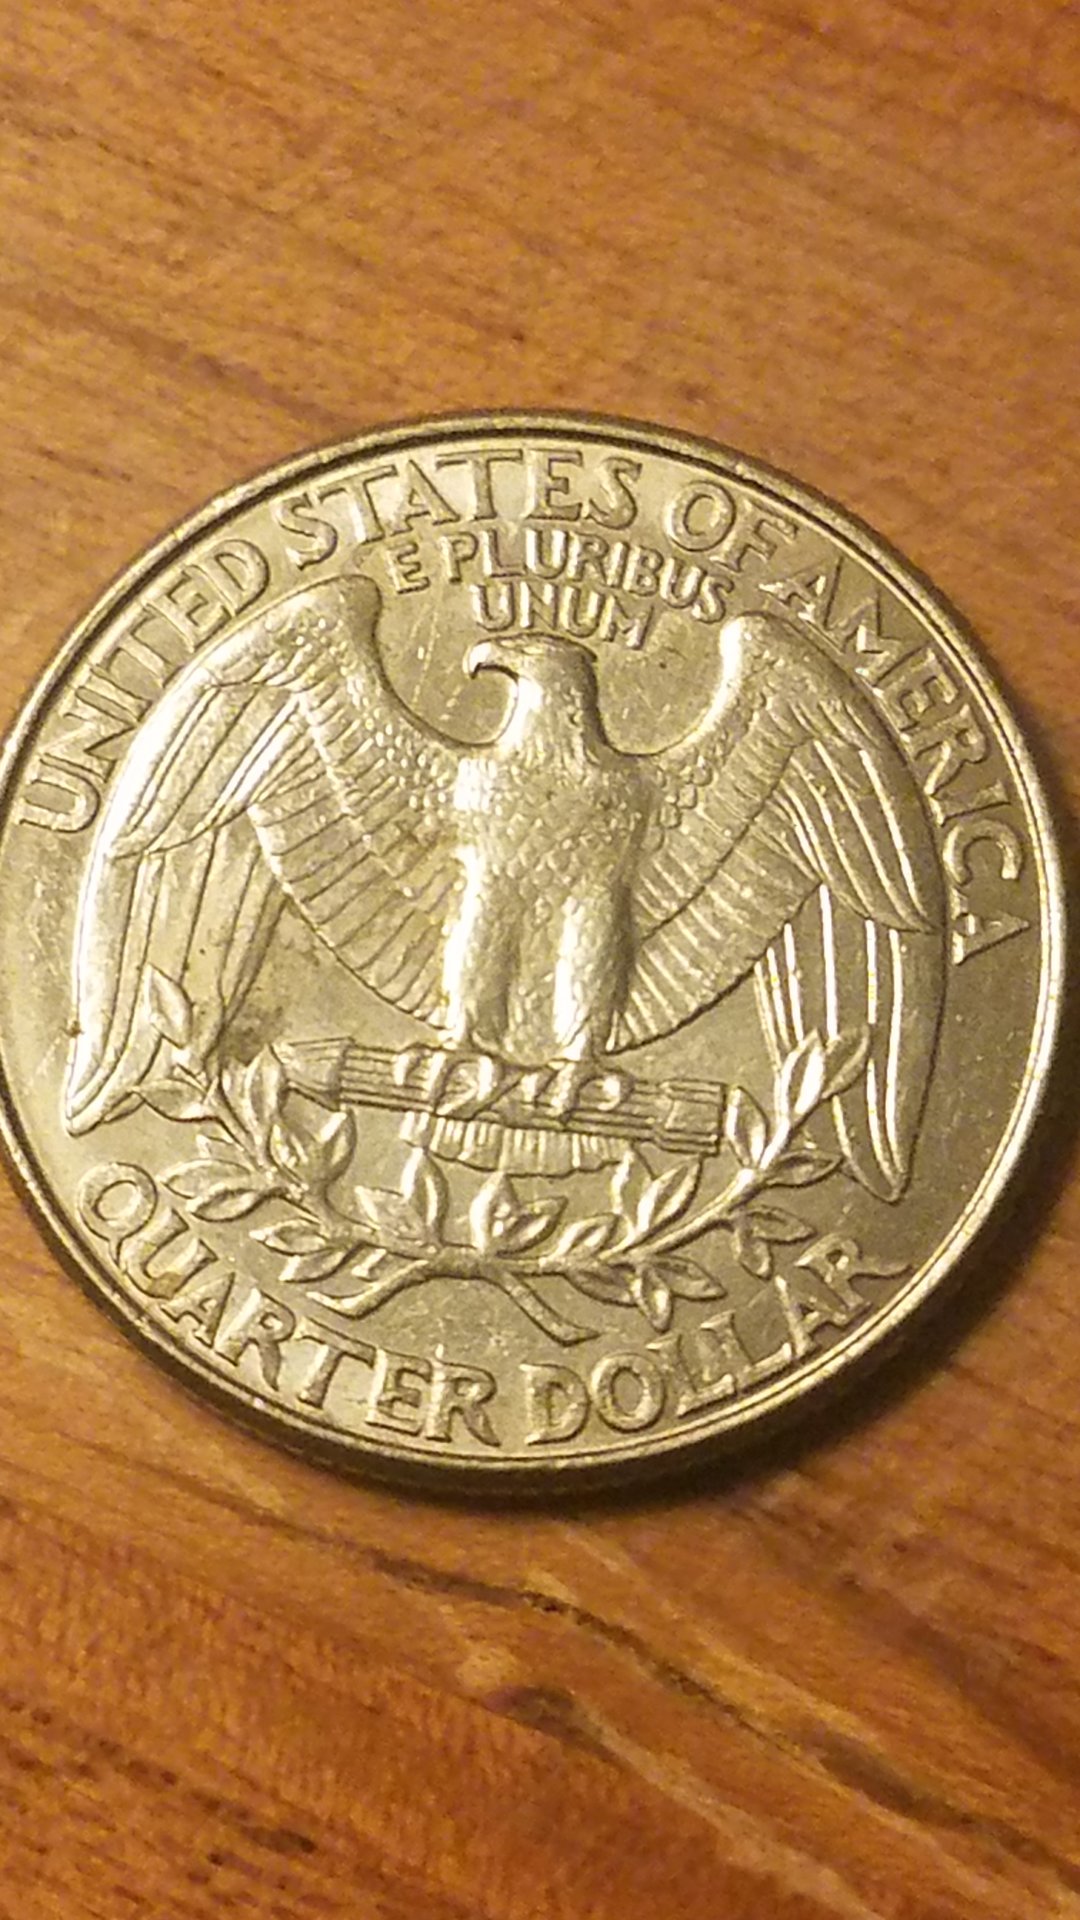 UNITED STATES OF AMERICA
E PLURIBUS
UNUM
QUARTER DOLLAR